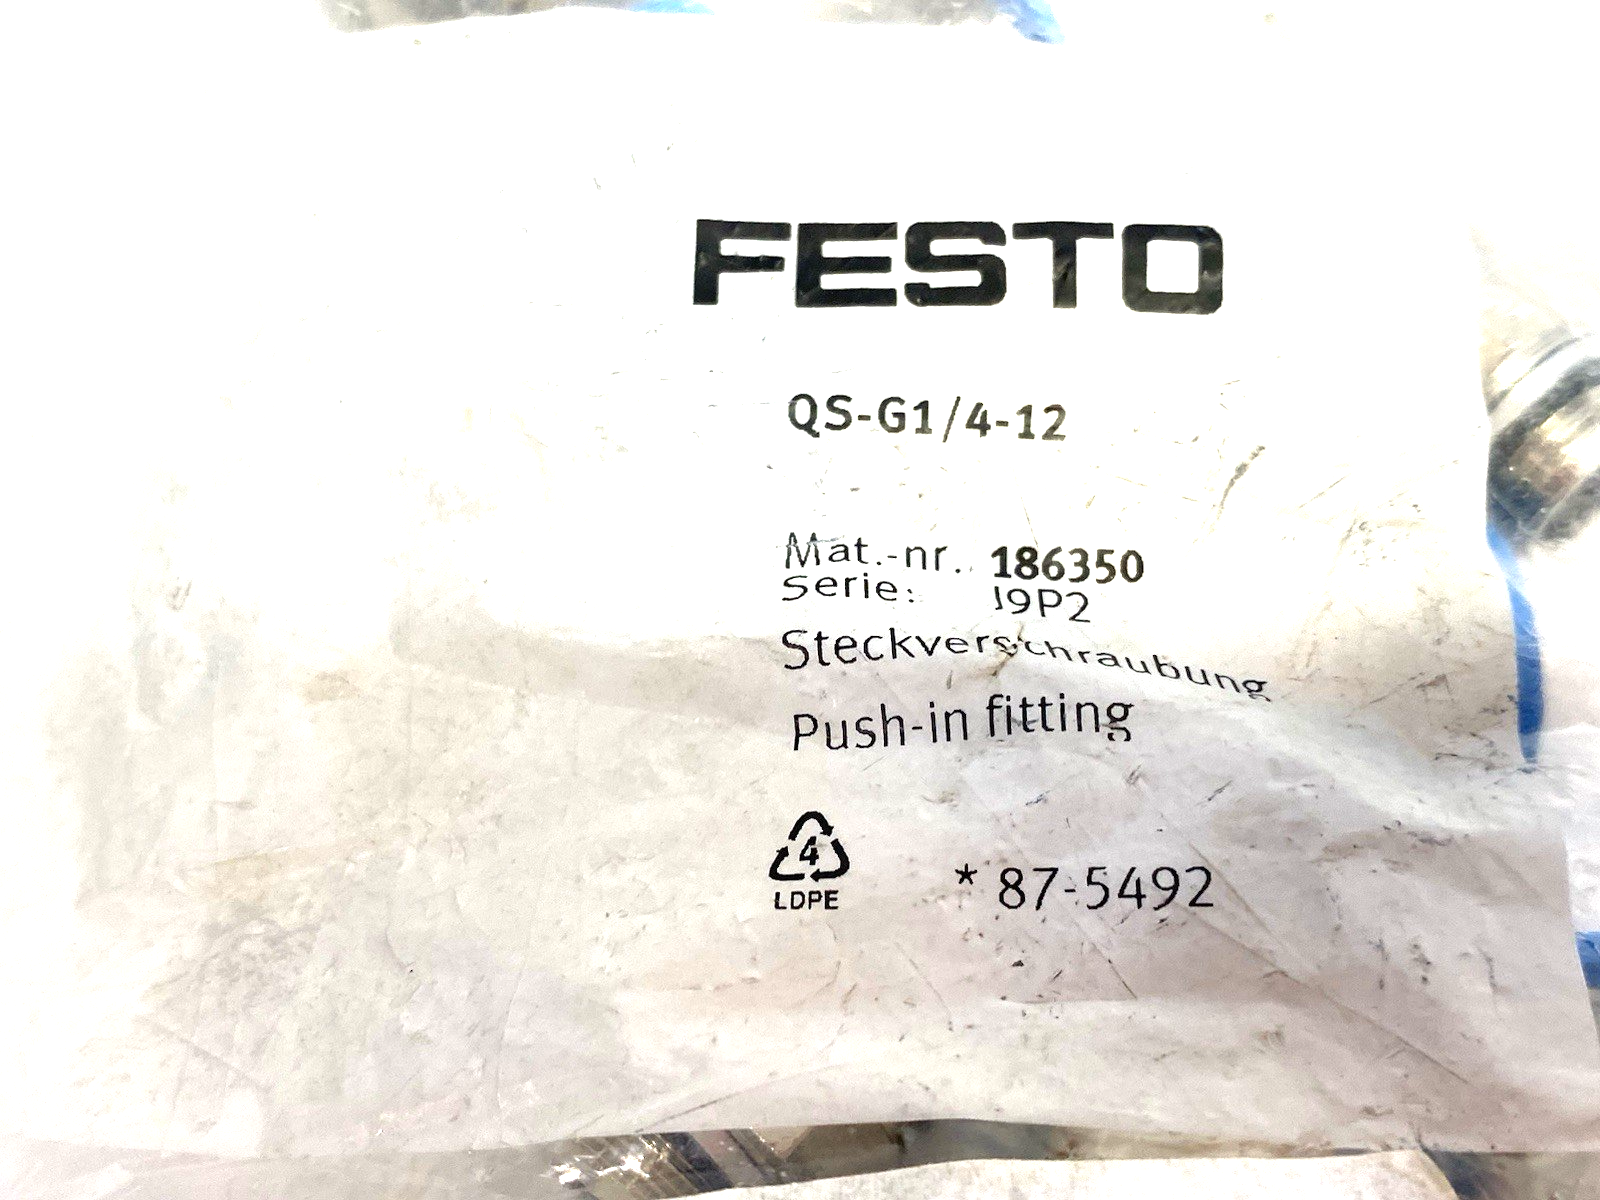 FESTO
QS-G1/4-12
Mat.-nr. 186350
Serie: J9P2
Steckverschraubung
Push-in fitting
4
LDPE
* 87-5492